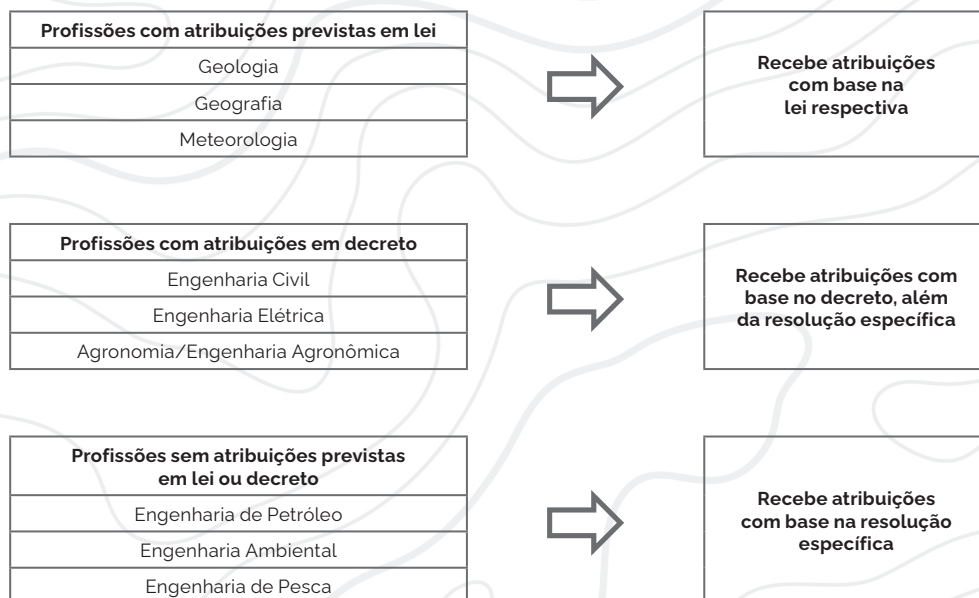 Profissões com atribuições previstas em lei
Geologia
Geografia
Meteorologia
Recebe atribuições
com base na
lei respectiva
Profissões com atribuições em decreto
Engenharia Civil
Engenharia Elétrica
Agronomia/Engenharia Agronômica
Recebe atribuições com
base no decreto, além
da resolução específica
Profissões sem atribuições previstas
em lei ou decreto
Engenharia de Petróleo
Engenharia Ambiental
Engenharia de Pesca
Recebe atribuições
com base na resolução
específica